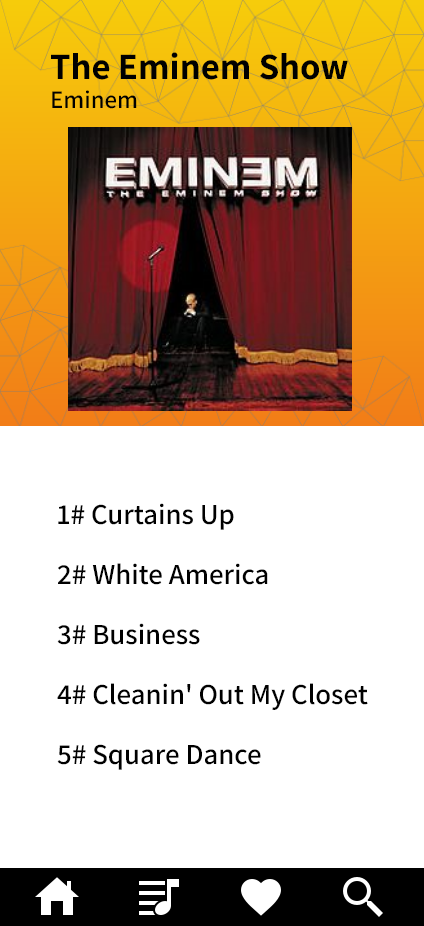 The Eminem Show
Eminem
EMINEM
THE EMINEM SHOW
1# Curtains Up
2# White America
3# Business
4# Cleanin' Out My Closet
5# Square Dance